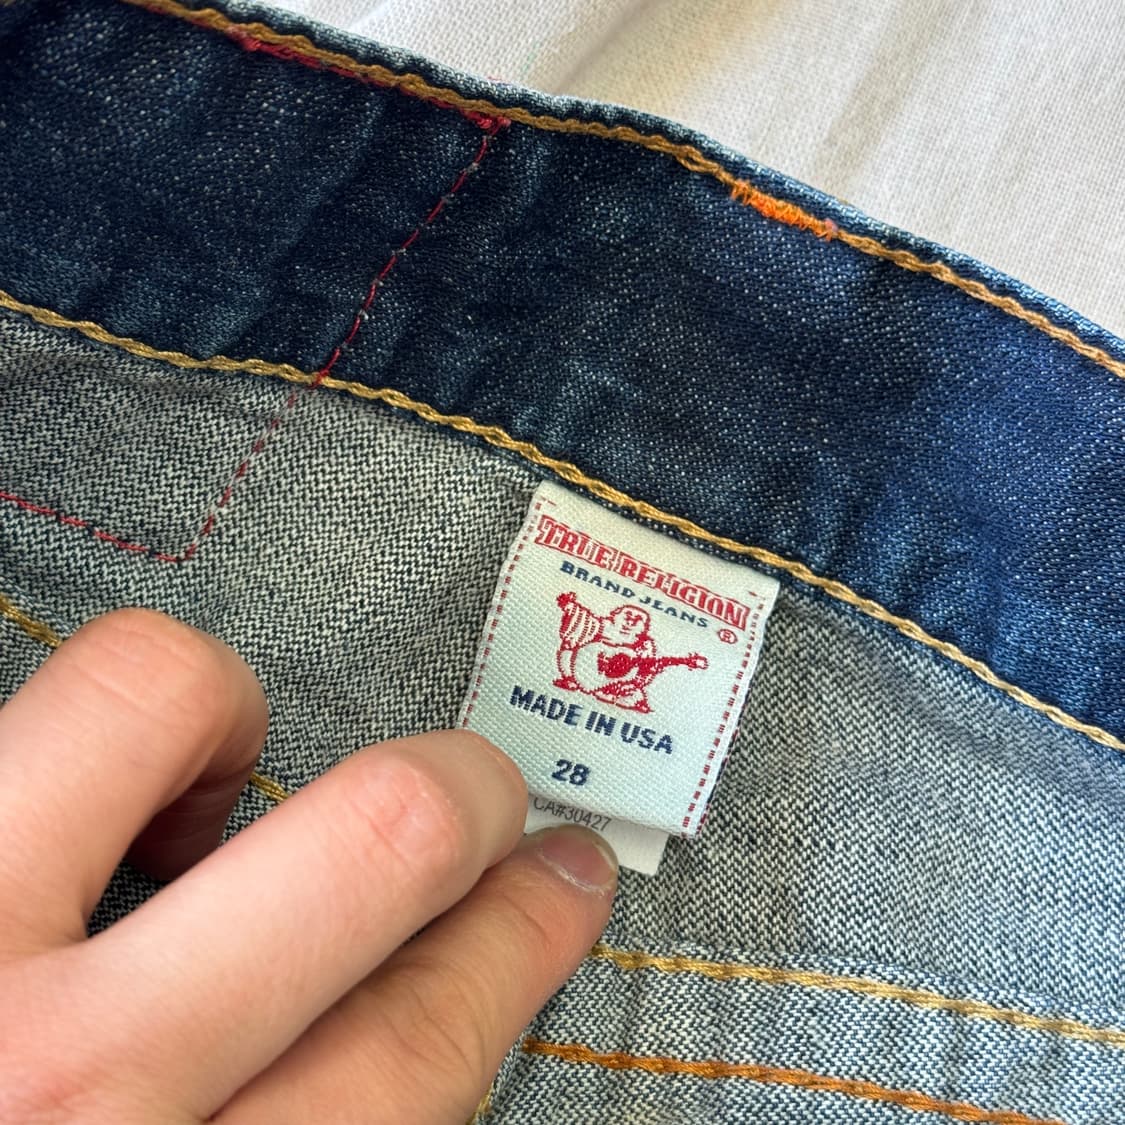 TRUE RELIGION
BRAND JEANS ®
MADE IN USA
28
CA#30427